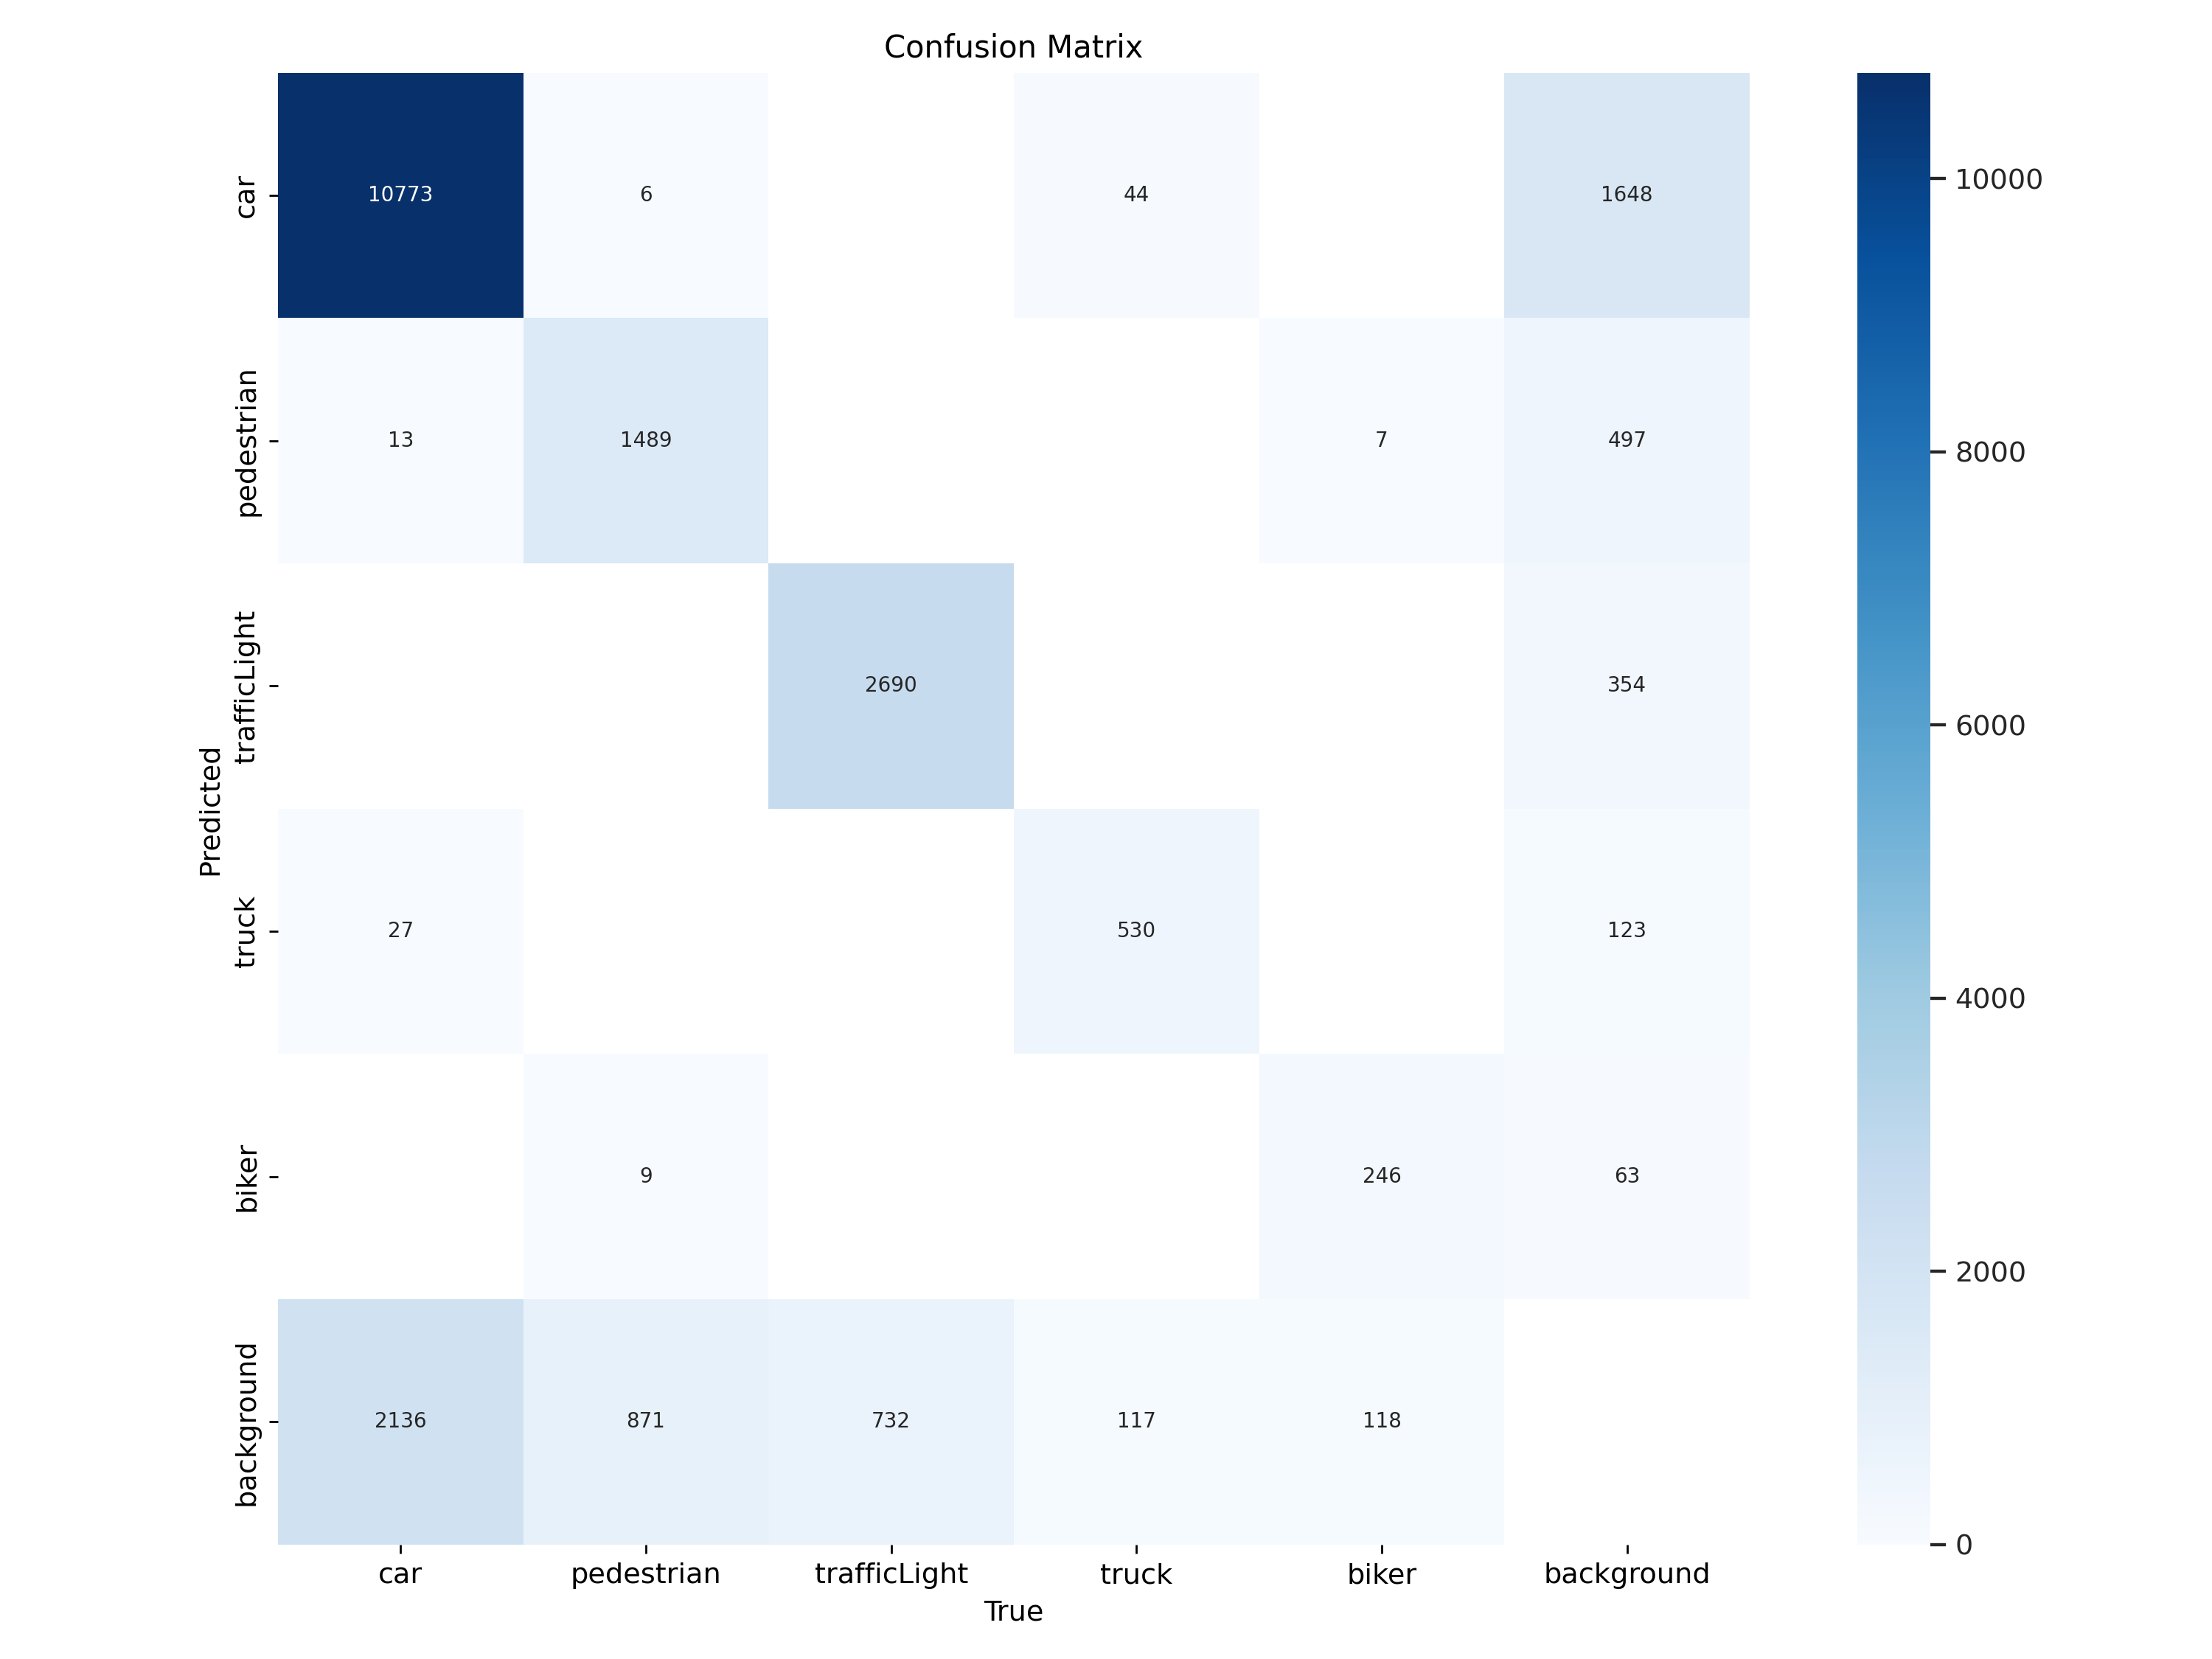 Confusion Matrix
car
10773
6
44
1648
pedestrian
13
1489
7
497
trafficLight
2690
354
truck
27
530
123
biker
9
246
63
background
2136
871
732
117
118
Predicted
car
pedestrian
trafficLight
truck
biker
background
True
10000
8000
6000
4000
2000
0